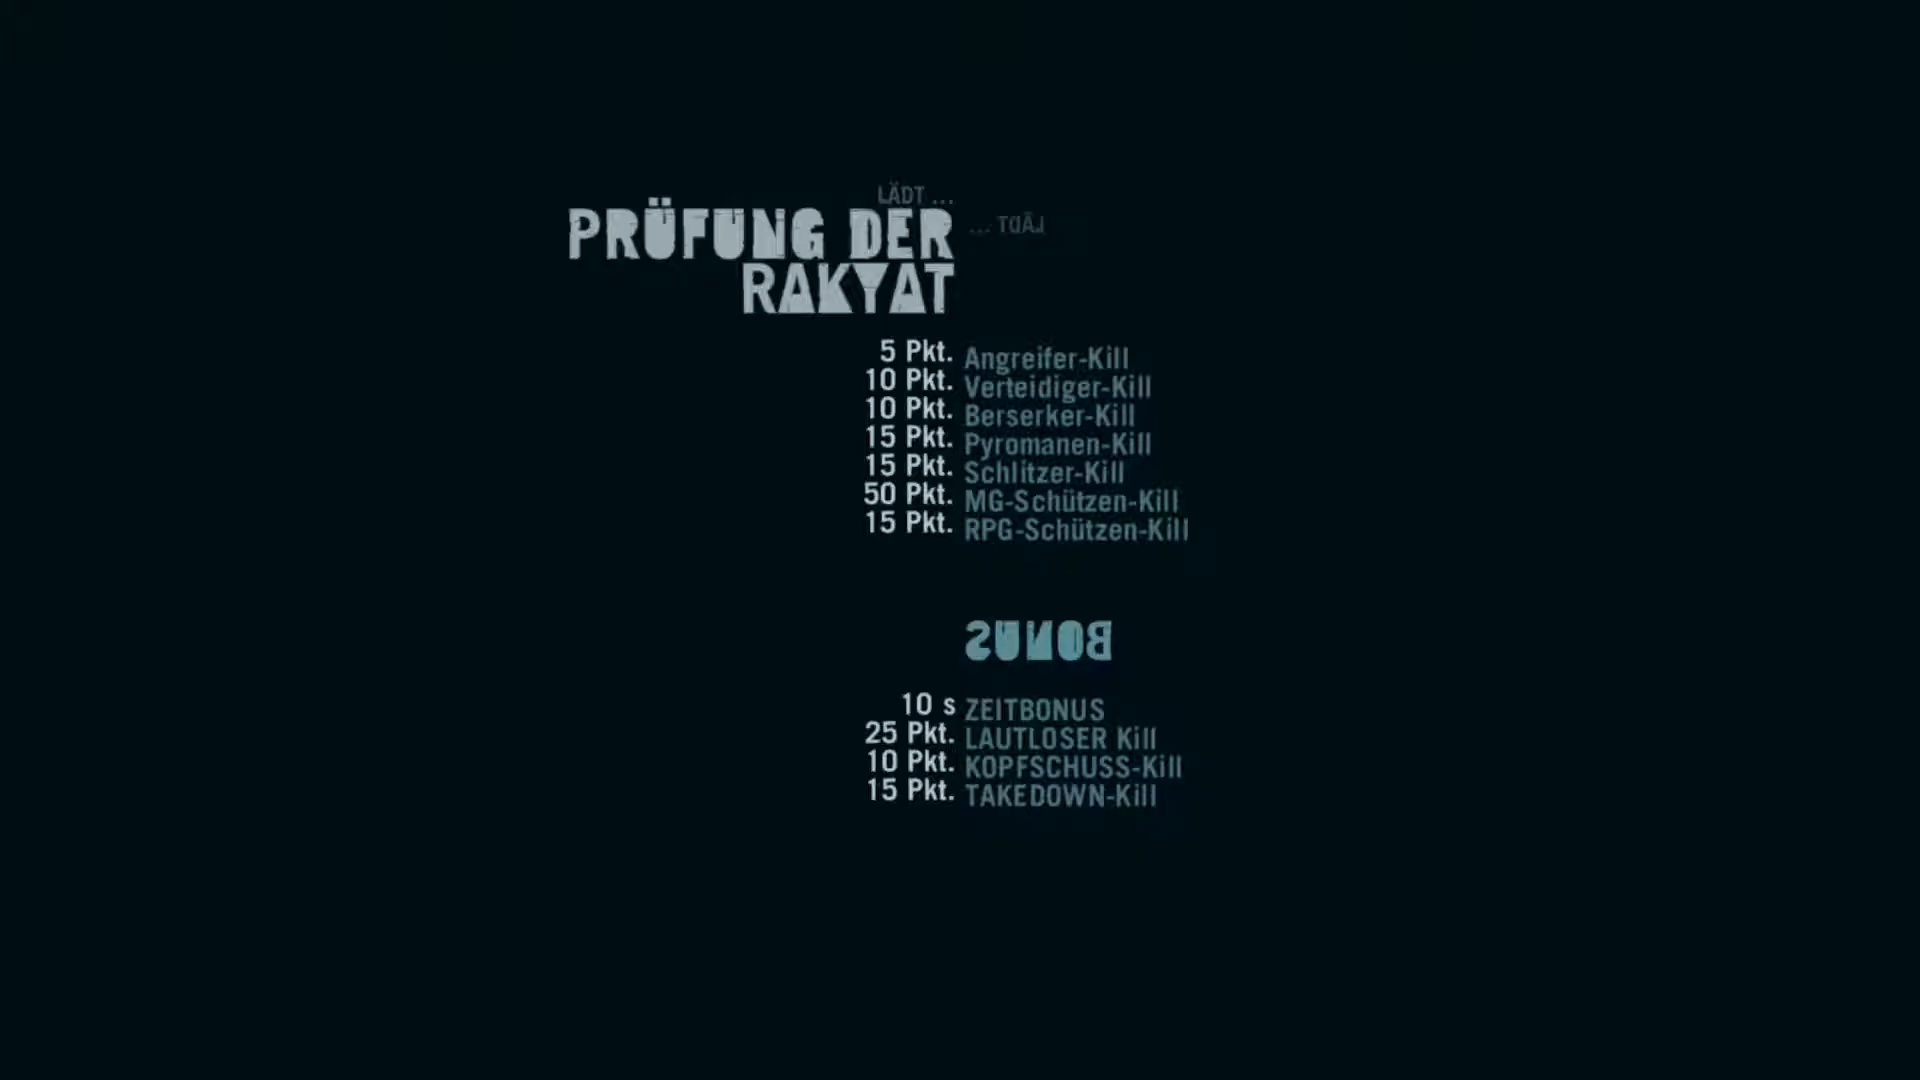 LÄDT ...
PRÜFUNG DER
RAKYAT
LÄDT ...
5 Pkt. Angreifer-Kill
10 Pkt. Verteidiger-Kill
10 Pkt. Berserker-Kill
15 Pkt. Pyromanen-Kill
15 Pkt. Schlitzer-Kill
50 Pkt. MG-Schützen-Kill
15 Pkt. RPG-Schützen-Kill
BONUS
10 s ZEITBONUS
25 Pkt. LAUTLOSER Kill
10 Pkt. KOPFSCHUSS-Kill
15 Pkt. TAKEDOWN-Kill